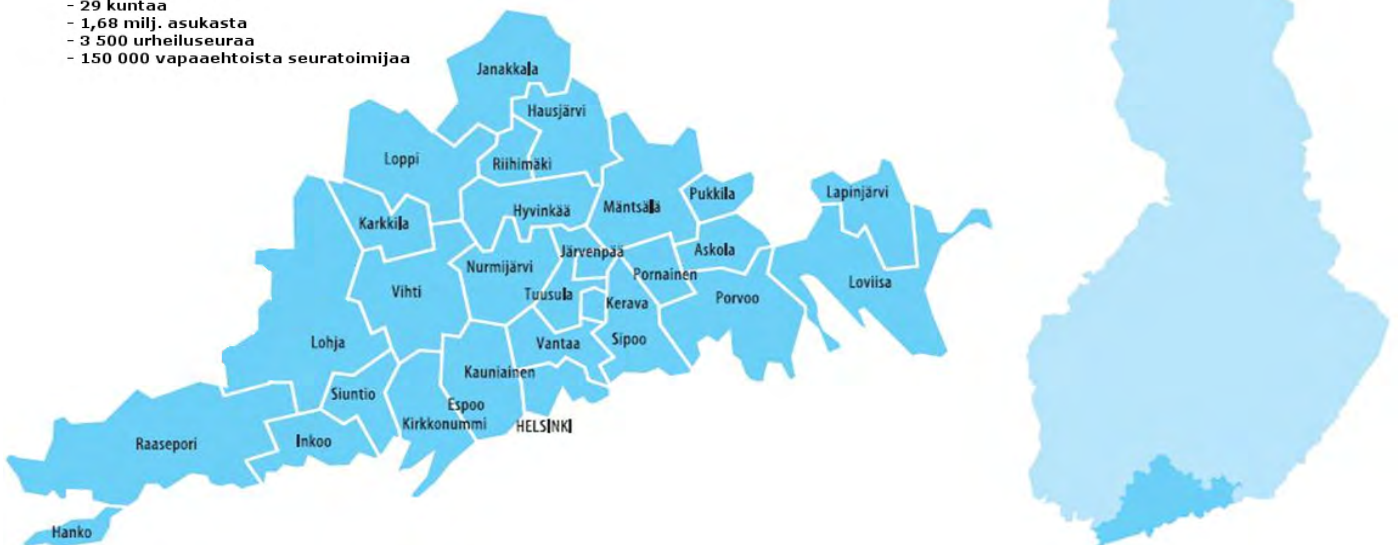 - 29 kuntaa
- 1,68 milj. asukasta
- 3 500 urheiluseuraa
- 150 000 vapaaehtoista seuratoimijaa
Janakkala
Hausjärvi
Loppi
Riihimäki
Karkkila
Hyvinkää
Mäntsälä
Pukkila
Lapinjärvi
Järvenpää
Askola
Nurmijärvi
Pornainen
Vihti
Tuusula
Kerava
Porvoo
Loviisa
Lohja
Vantaa
Sipoo
Kauniainen
Siuntio
Espoo
Kirkkonummi
HELSINKI
Raasepori
Inkoo
Hanko